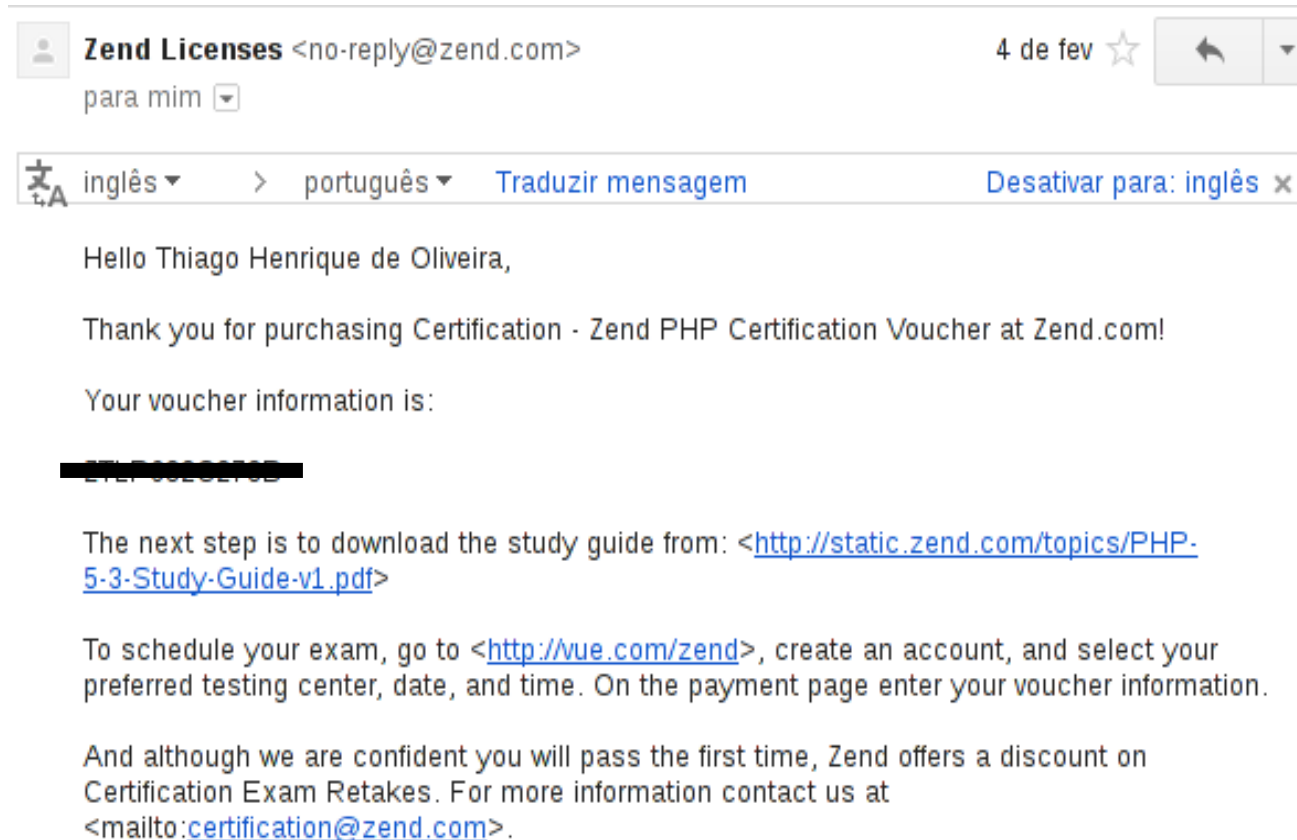 Zend Licenses <no-reply@zend.com> 4 de fev
para mim
inglês > português Traduzir mensagem Desativar para: inglês ×
Hello Thiago Henrique de Oliveira,
Thank you for purchasing Certification - Zend PHP Certification Voucher at Zend.com!
Your voucher information is:
The next step is to download the study guide from: <http://static.zend.com/topics/PHP-
5-3-Study-Guide-v1.pdf>
To schedule your exam, go to <http://vue.com/zend>, create an account, and select your
preferred testing center, date, and time. On the payment page enter your voucher information.
And although we are confident you will pass the first time, Zend offers a discount on
Certification Exam Retakes. For more information contact us at
<mailto:certification@zend.com>.